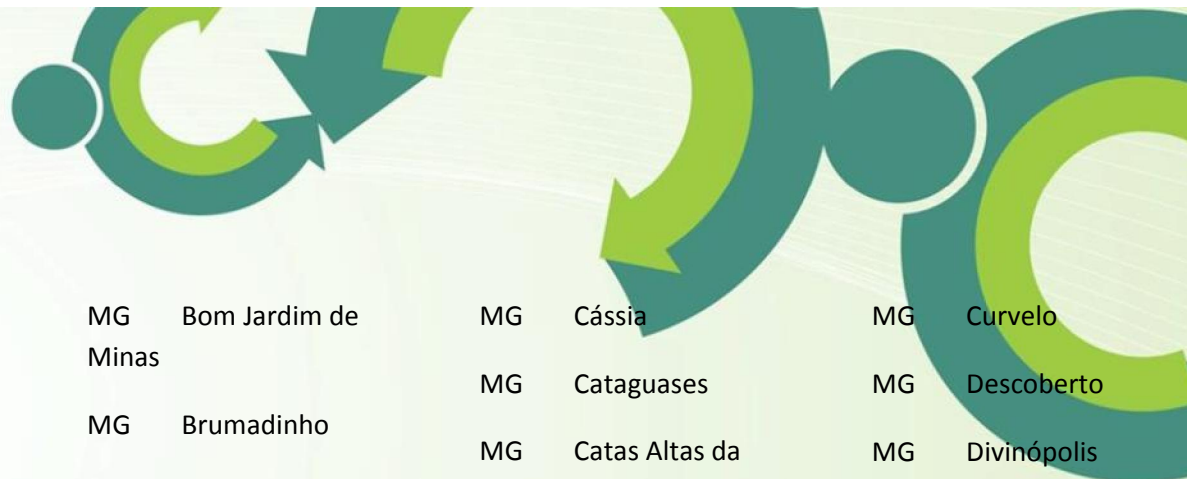 MG Bom Jardim de
Minas
MG Brumadinho
MG Cássia
MG Cataguases
MG Catas Altas da
MG Curvelo
MG Descoberto
MG Divinópolis